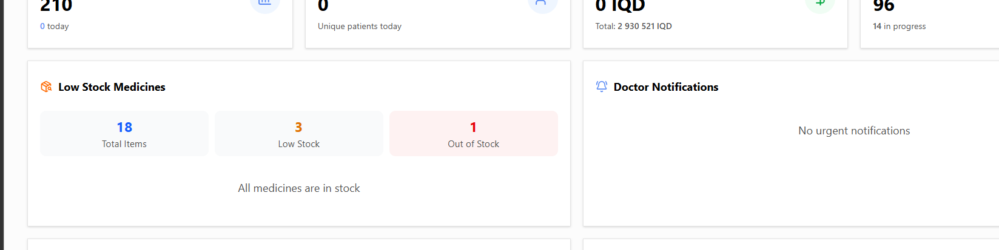 210
0 today
0
Unique patients today
0 IQD
Total: 2 930 521 IQD
96
14 in progress
Low Stock Medicines
18
Total Items
3
Low Stock
1
Out of Stock
All medicines are in stock
Doctor Notifications
No urgent notifications